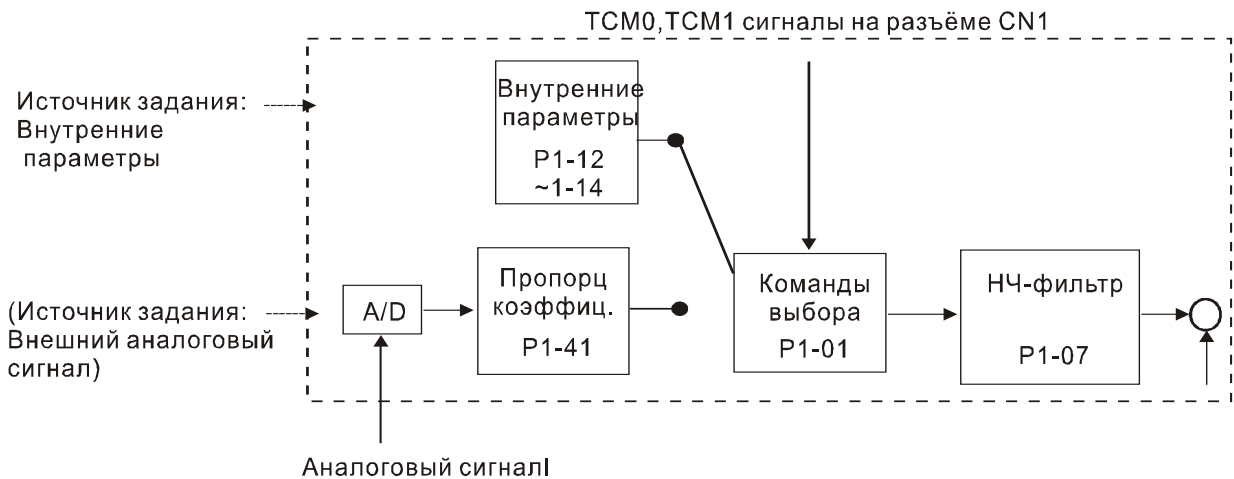 TCM0,TCM1 сигналы на разъёме CN1
Источник задания:
Внутренние
параметры
Внутренние
параметры
P1-12
~1-14
(Источник задания:
Внешний аналоговый
сигнал)
A/D
Пропорц
коэффиц.
P1-41
Команды
выбора
P1-01
НЧ-фильтр
P1-07
Аналоговый сигналI